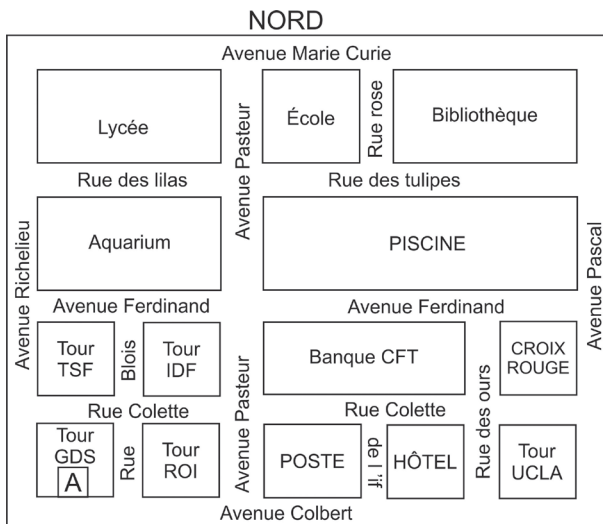 NORD
Avenue Marie Curie
Lycée
Avenue Pasteur
École
Rue rose
Bibliothèque
Rue des lilas
Rue des tulipes
Avenue Richelieu
Aquarium
PISCINE
Avenue Pascal
Avenue Ferdinand
Avenue Ferdinand
Tour
TSF
Blois
Tour
IDF
Banque CFT
CROIX
ROUGE
Rue Colette
Avenue Pasteur
Rue Colette
Rue des ours
Tour
GDS
A
Rue
Tour
ROI
POSTE
de l 'if
HÔTEL
Tour
UCLA
Avenue Colbert